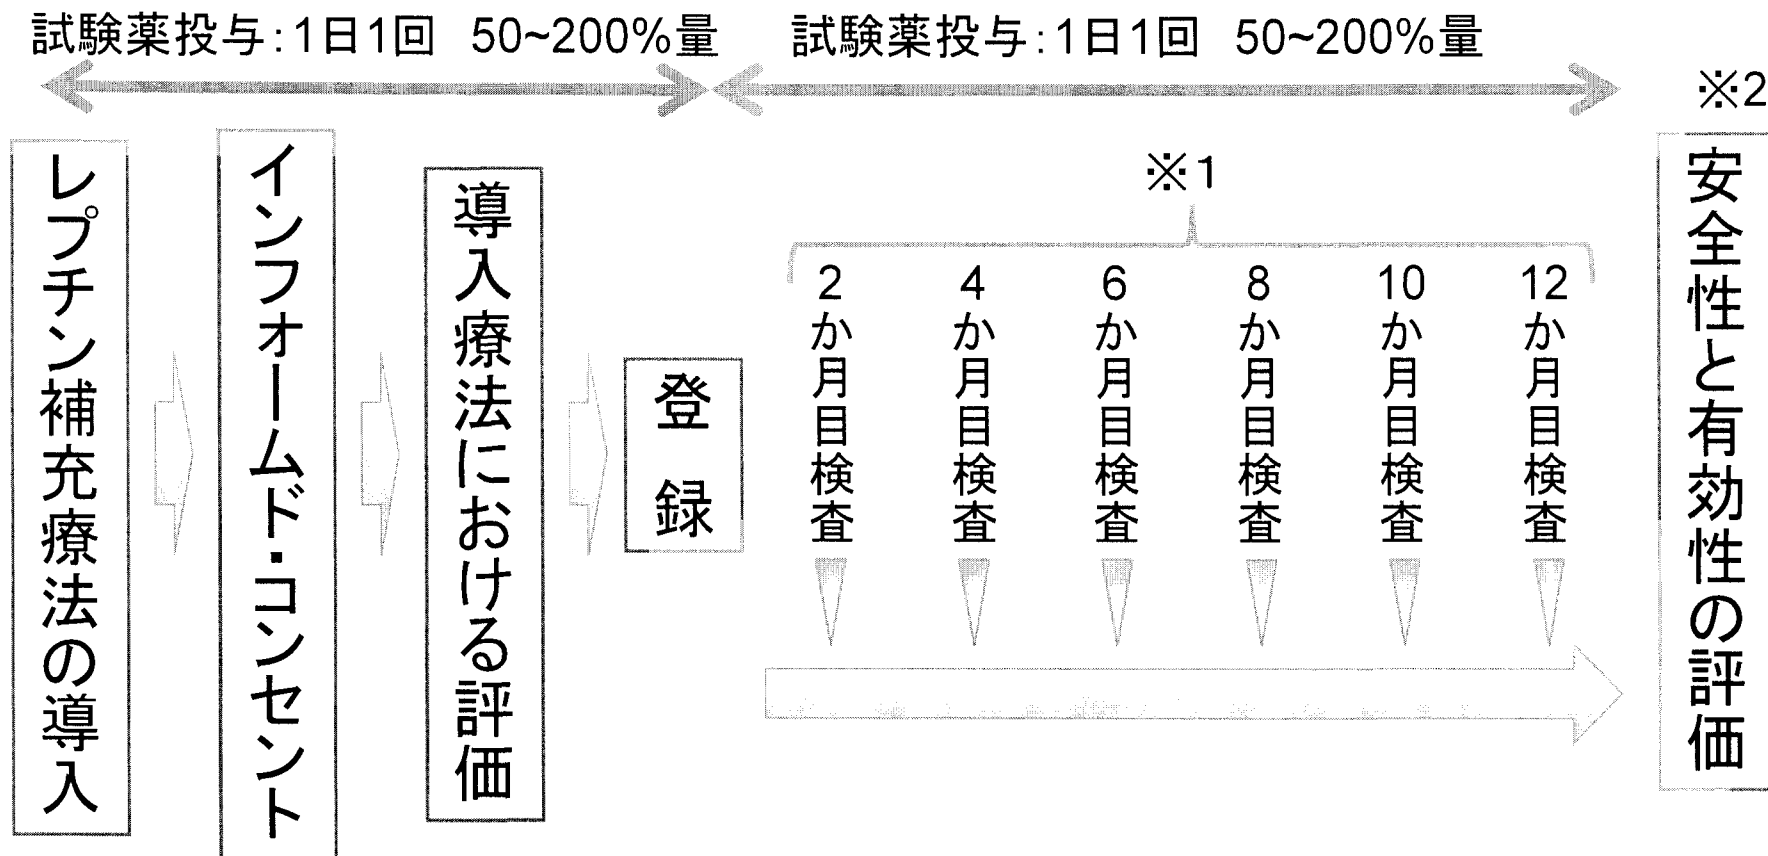 試験薬投与:1日1回 50~200%量
試験薬投与:1日1回 50~200%量
※2
レプチン補充療法の導入
インフォームド・コンセント
導入療法における評価
登録
※1
2か月目検査
4か月目検査
6か月目検査
8か月目検査
10か月目検査
12か月目検査
安全性と有効性の評価